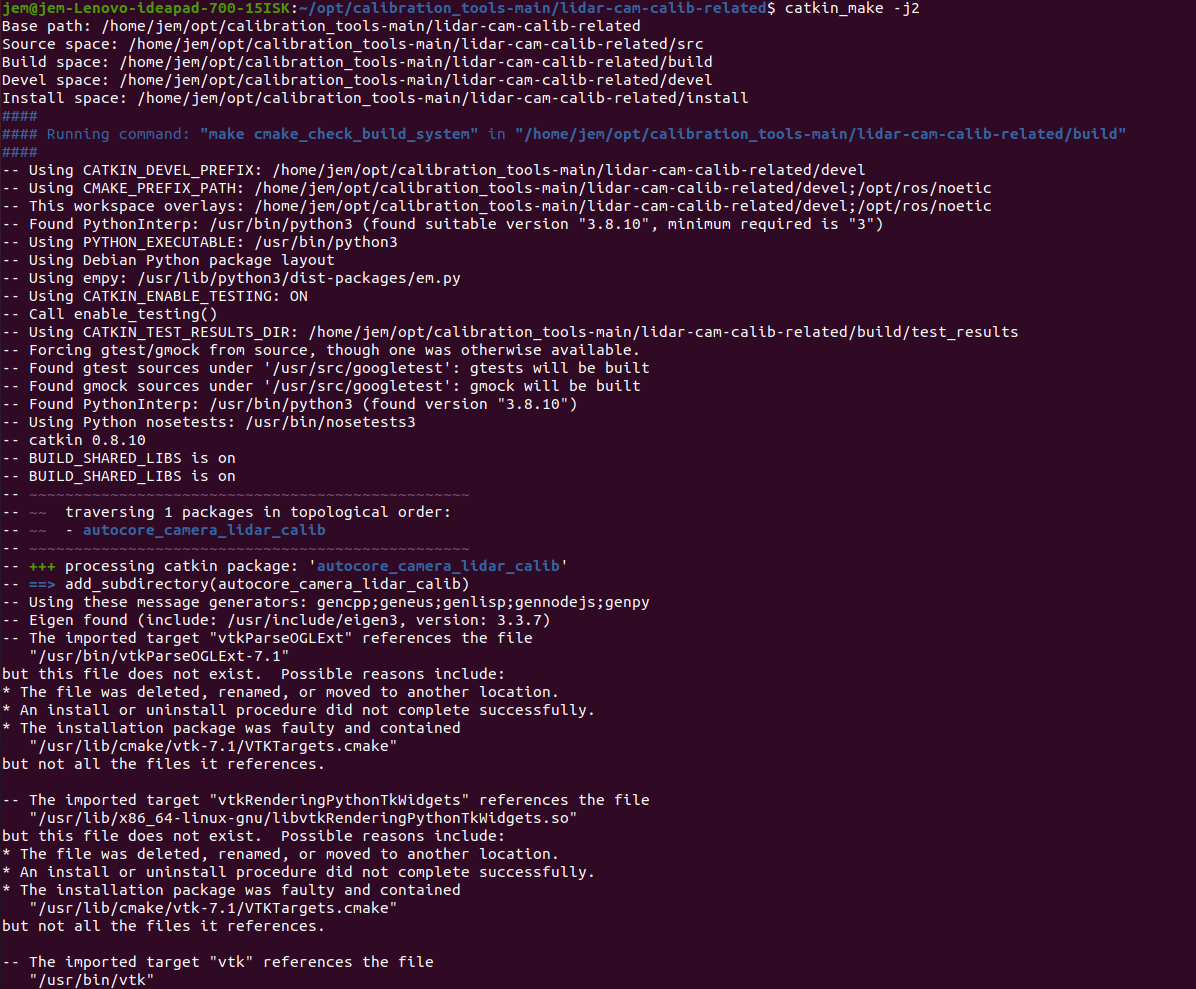 jem@jem-Lenovo-ideapad-700-15ISK:~/opt/calibration_tools-main/lidar-cam-calib-related$ catkin_make -j2
Base path: /home/jem/opt/calibration_tools-main/lidar-cam-calib-related
Source space: /home/jem/opt/calibration_tools-main/lidar-cam-calib-related/src
Build space: /home/jem/opt/calibration_tools-main/lidar-cam-calib-related/build
Devel space: /home/jem/opt/calibration_tools-main/lidar-cam-calib-related/devel
Install space: /home/jem/opt/calibration_tools-main/lidar-cam-calib-related/install
####
#### Running command: "make cmake_check_build_system" in "/home/jem/opt/calibration_tools-main/lidar-cam-calib-related/build"
####
-- Using CATKIN_DEVEL_PREFIX: /home/jem/opt/calibration_tools-main/lidar-cam-calib-related/devel
-- Using CMAKE_PREFIX_PATH: /home/jem/opt/calibration_tools-main/lidar-cam-calib-related/devel;/opt/ros/noetic
-- This workspace overlays: /home/jem/opt/calibration_tools-main/lidar-cam-calib-related/devel;/opt/ros/noetic
-- Found PythonInterp: /usr/bin/python3 (found suitable version "3.8.10", minimum required is "3")
-- Using PYTHON_EXECUTABLE: /usr/bin/python3
-- Using Debian Python package layout
-- Using empy: /usr/lib/python3/dist-packages/em.py
-- Using CATKIN_ENABLE_TESTING: ON
-- Call enable_testing()
-- Using CATKIN_TEST_RESULTS_DIR: /home/jem/opt/calibration_tools-main/lidar-cam-calib-related/build/test_results
-- Forcing gtest/gmock from source, though one was otherwise available.
-- Found gtest sources under '/usr/src/googletest': gtests will be built
-- Found gmock sources under '/usr/src/googletest': gmock will be built
-- Found PythonInterp: /usr/bin/python3 (found version "3.8.10")
-- Using Python nosetests: /usr/bin/nosetests3
-- catkin 0.8.10
-- BUILD_SHARED_LIBS is on
-- BUILD_SHARED_LIBS is on
-- ~~~~~~~~~~~~~~~~~~~~~~~~~~~~~~~~~~~~~~~~~~~~~~~~~
-- ~~  traversing 1 packages in topological order:
-- ~~  - autocore_camera_lidar_calib
-- ~~~~~~~~~~~~~~~~~~~~~~~~~~~~~~~~~~~~~~~~~~~~~~~~~
-- +++ processing catkin package: 'autocore_camera_lidar_calib'
-- ==> add_subdirectory(autocore_camera_lidar_calib)
-- Using these message generators: gencpp;geneus;genlisp;gennodejs;genpy
-- Eigen found (include: /usr/include/eigen3, version: 3.3.7)
-- The imported target "vtkParseOGLExt" references the file
   "/usr/bin/vtkParseOGLExt-7.1"
but this file does not exist.  Possible reasons include:
* The file was deleted, renamed, or moved to another location.
* An install or uninstall procedure did not complete successfully.
* The installation package was faulty and contained
   "/usr/lib/cmake/vtk-7.1/VTKTargets.cmake"
but not all the files it references.

-- The imported target "vtkRenderingPythonTkWidgets" references the file
   "/usr/lib/x86_64-linux-gnu/libvtkRenderingPythonTkWidgets.so"
but this file does not exist.  Possible reasons include:
* The file was deleted, renamed, or moved to another location.
* An install or uninstall procedure did not complete successfully.
* The installation package was faulty and contained
   "/usr/lib/cmake/vtk-7.1/VTKTargets.cmake"
but not all the files it references.

-- The imported target "vtk" references the file
   "/usr/bin/vtk"